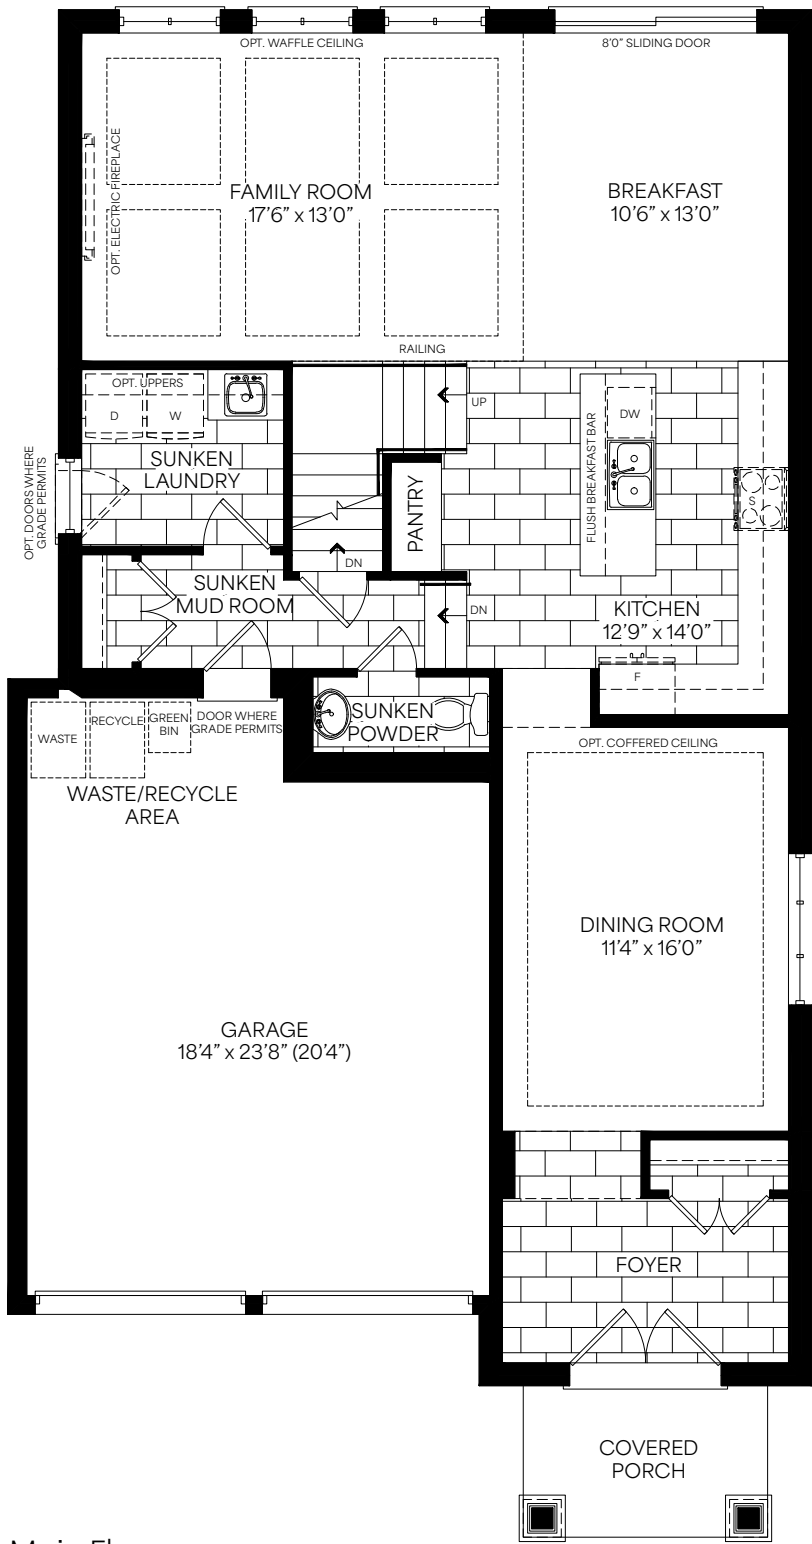 OPT. WAFFLE CEILING
8'0" SLIDING DOOR
OPT. ELECTRIC FIREPLACE
FAMILY ROOM
17'6" x 13'0"
BREAKFAST
10'6" x 13'0"
RAILING
OPT. UPPERS
D
W
UP
DW
FLUSH BREAKFAST BAR
SUNKEN
LAUNDRY
OPT. DOORS WHERE
GRADE PERMITS
PANTRY
S
DN
SUNKEN
MUD ROOM
DN
KITCHEN
12'9" x 14'0"
F
WASTE
RECYCLE
GREEN
BIN
DOOR WHERE
GRADE PERMITS
SUNKEN
POWDER
OPT. COFFERED CEILING
WASTE/RECYCLE
AREA
DINING ROOM
11'4" x 16'0"
GARAGE
18'4" x 23'8" (20'4")
FOYER
COVERED
PORCH